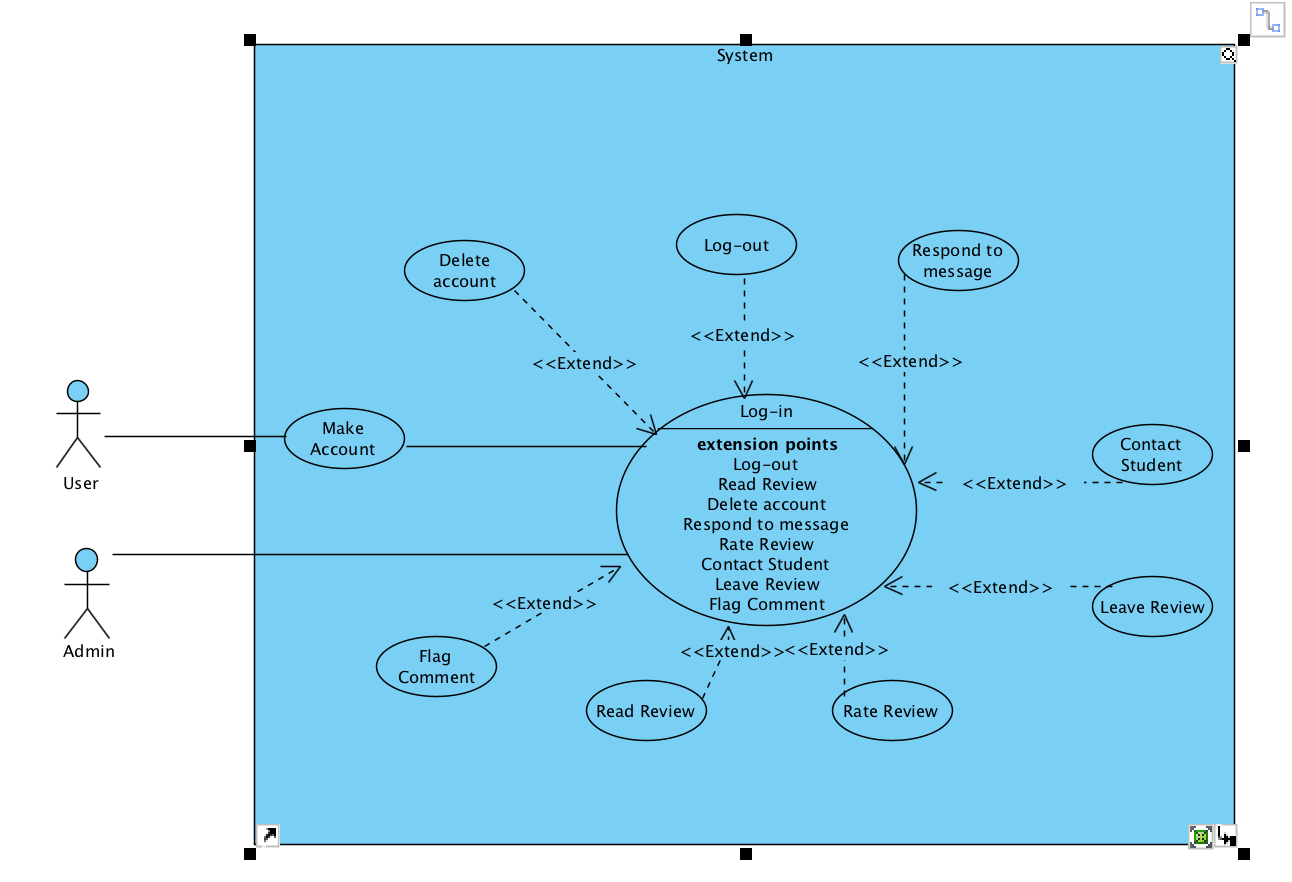 System
Log-out
Respond to
message
Delete
account
<<Extend>>
<<Extend>>
<<Extend>>
User
Make
Account
Log-in
extension points
Log-out
Read Review
Delete account
Respond to message
Rate Review
Contact Student
Leave Review
Flag Comment
Contact
Student
<<Extend>>
Admin
<<Extend>>
<<Extend>>
Leave Review
Flag
Comment
<<Extend>>
<<Extend>>
Read Review
Rate Review